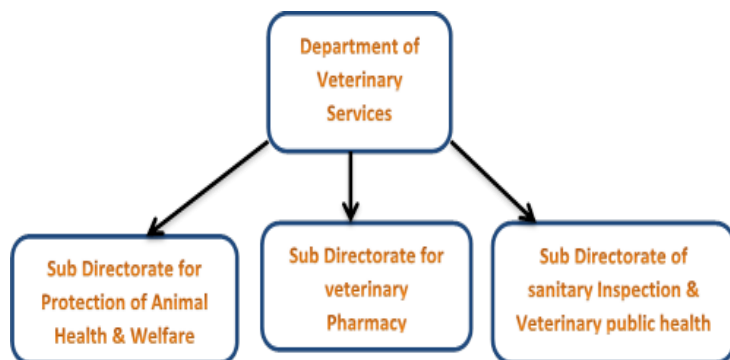 Department of
Veterinary
Services
Sub Directorate for
Protection of Animal
Health & Welfare
Sub Directorate for
veterinary
Pharmacy
Sub Directorate of
sanitary Inspection &
Veterinary public health